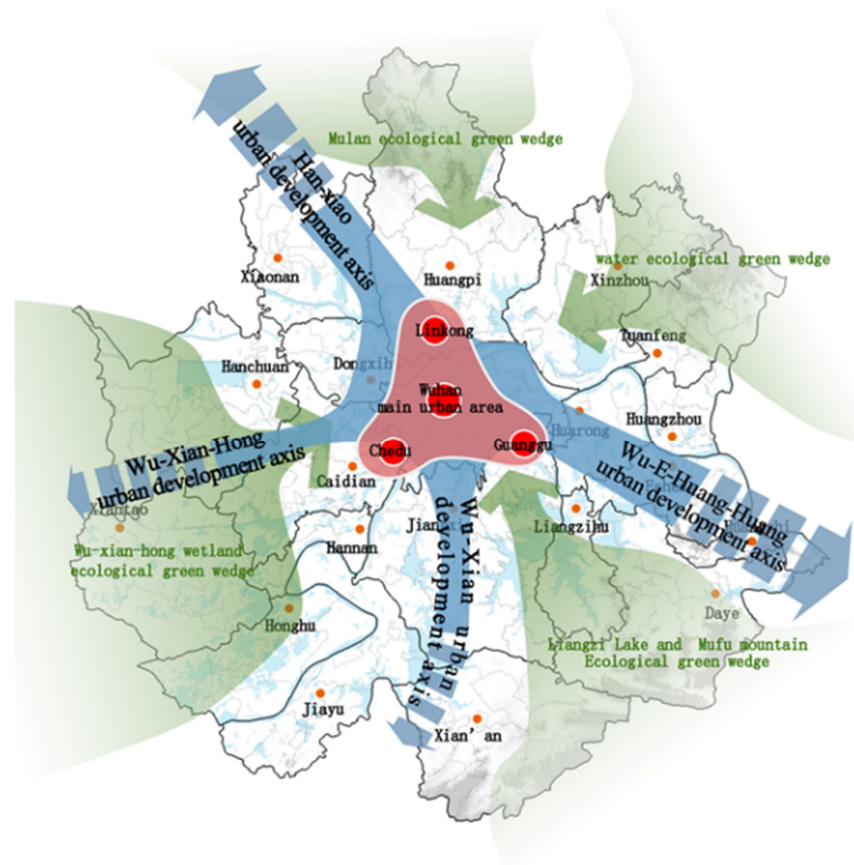 Mulan ecological green wedge
Han-xiao
urban development axis
water ecological green wedge
Xiaonan
Huangpi
Xinzhou
Linkong
Tuanfeng
Hanchuan
Dongxih
Wuhan
main urban area
Huangzhou
Huarong
Chedu
Guanggu
Wu-Xian-Hong
urban development axis
Caidian
Wu-E-Huang-Huang
urban development axis
Xiantao
Jian
Liangzihu
Wu-Xian urban
development axis
Hannan
Wu-xian-hong wetland
ecological green wedge
Honghu
Daye
Liangzi Lake and Mufu mountain
Ecological green wedge
Jiayu
Xian' an